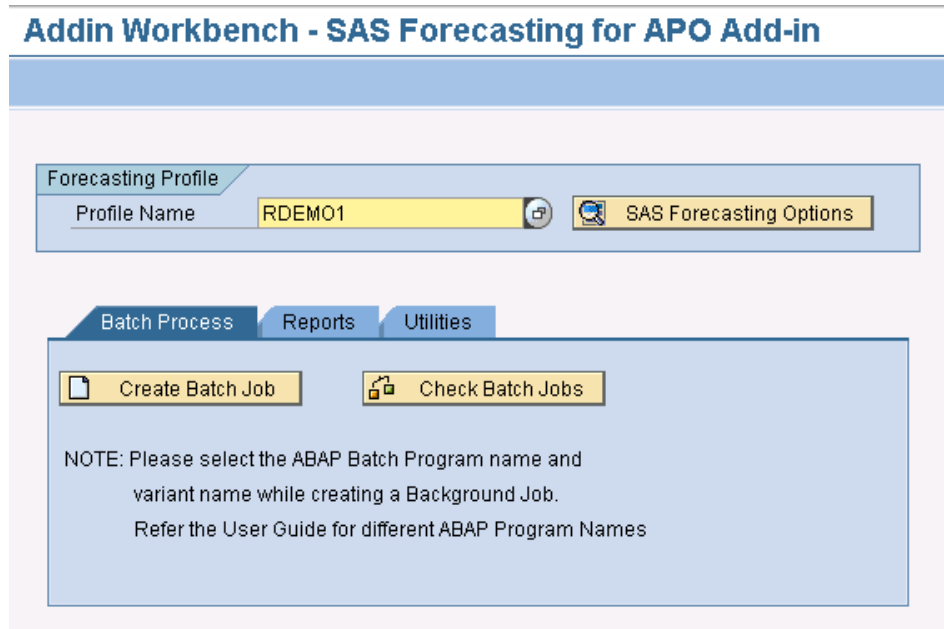 Addin Workbench - SAS Forecasting for APO Add-in
Forecasting Profile
Profile Name RDEMO1 SAS Forecasting Options
Batch Process Reports Utilities
Create Batch Job Check Batch Jobs
NOTE: Please select the ABAP Batch Program name and
variant name while creating a Background Job.
Refer the User Guide for different ABAP Program Names